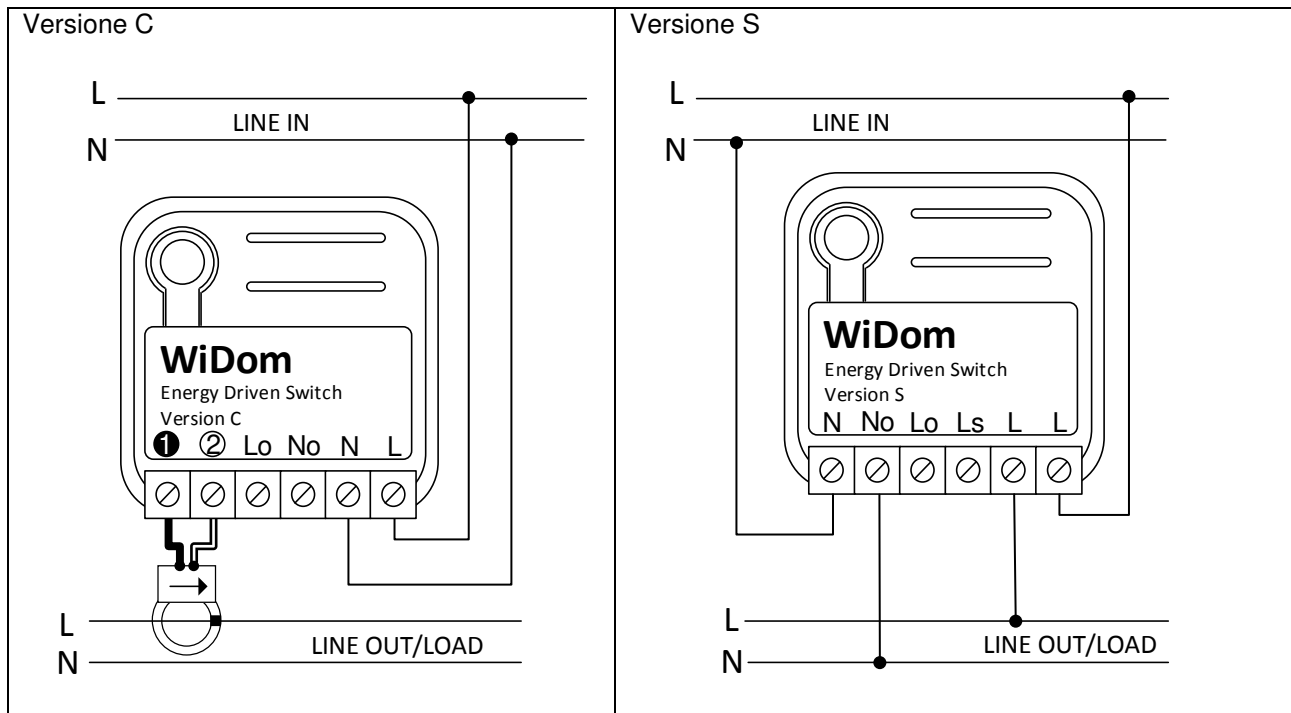 Versione C
L
LINE IN
N
WiDom
Energy Driven Switch
Version C
❶ ② Lo No N L
L
LINE OUT/LOAD
N
Versione S
L
LINE IN
N
WiDom
Energy Driven Switch
Version S
N No Lo Ls L L
L
LINE OUT/LOAD
N